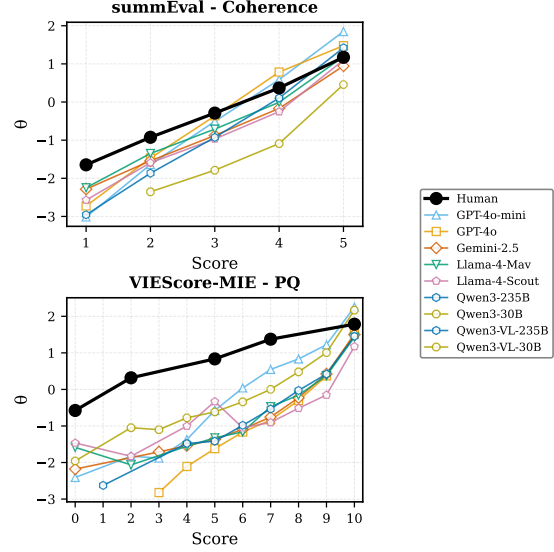 summEval - Coherence
2
1
0
−1
−2
−3
θ
1 2 3 4 5
Score
VIEScore-MIE - PQ
2
1
0
−1
−2
−3
θ
0 1 2 3 4 5 6 7 8 9 10
Score
Human
GPT-4o-mini
GPT-4o
Gemini-2.5
Llama-4-Mav
Llama-4-Scout
Qwen3-235B
Qwen3-30B
Qwen3-VL-235B
Qwen3-VL-30B